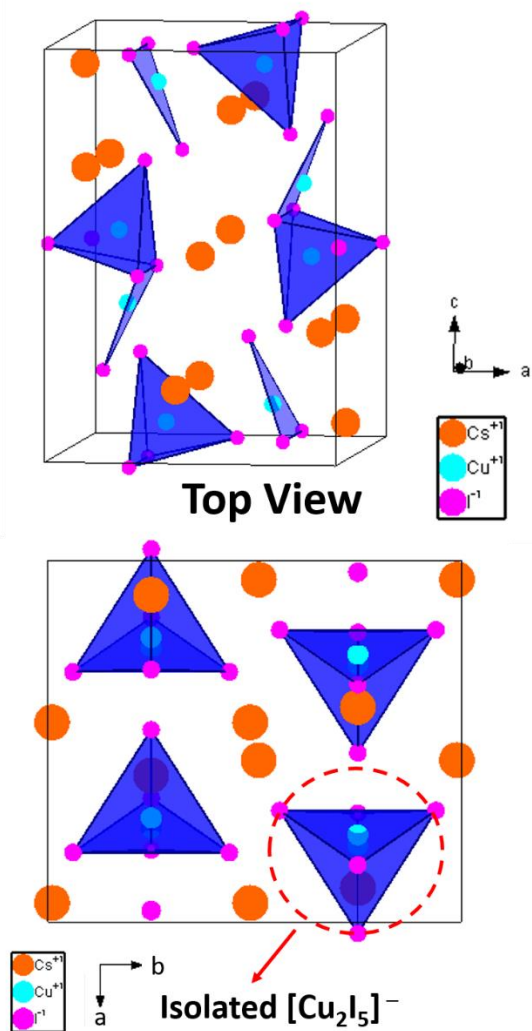 c
b
a
Cs⁺¹
Cu⁺¹
I⁻¹
Top View
Cs⁺¹
Cu⁺¹
I⁻¹
b
a
Isolated [Cu₂I₅]⁻